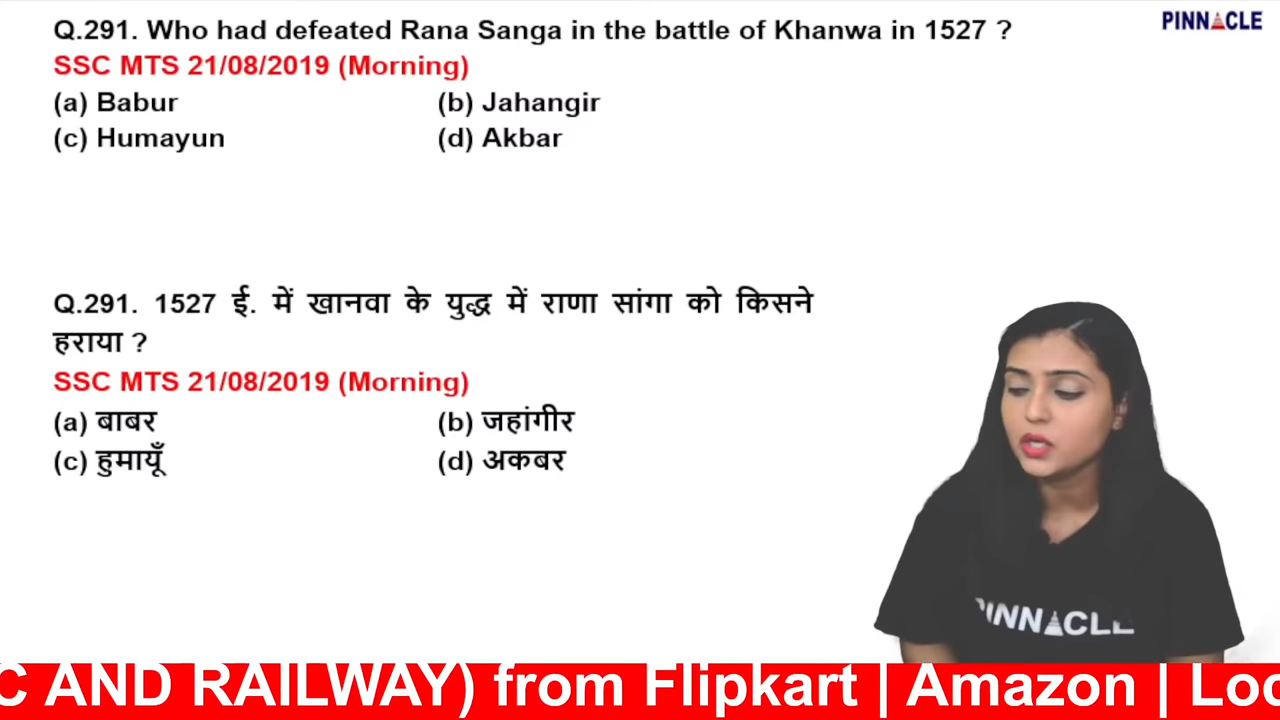 Q.291. Who had defeated Rana Sanga in the battle of Khanwa in 1527 ?
PINNACLE
SSC MTS 21/08/2019 (Morning)
(a) Babur (b) Jahangir
(c) Humayun (d) Akbar
Q.291. 1527 ई. में खानवा के युद्ध में राणा सांगा को किसने
हराया ?
SSC MTS 21/08/2019 (Morning)
(a) बाबर (b) जहांगीर
(c) हुमायूँ (d) अकबर
PINNACLE
C AND RAILWAY) from Flipkart | Amazon | Loc